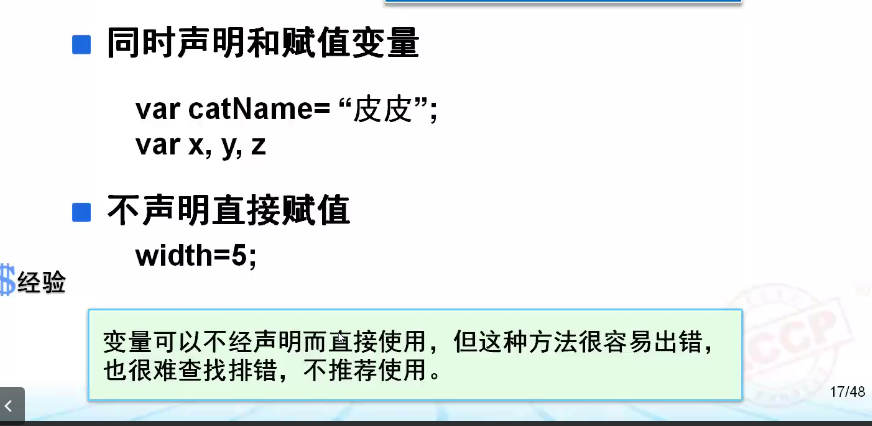 同时声明和赋值变量
var catName= “皮皮”;
var x, y, z
不声明直接赋值
width=5;
$经验
变量可以不经声明而直接使用，但这种方法很容易出错，
也很难查找排错，不推荐使用。
CCP
17/48